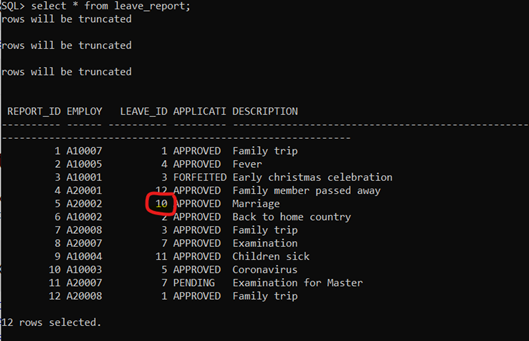 SQL> select * from leave_report;
rows will be truncated
rows will be truncated
rows will be truncated
REPORT_ID EMPLOY LEAVE_ID APPLICATI DESCRIPTION
---------- ------ ---------- --------- --------------------------------------------------------------------------------
--------------------------------------------------------------------------------
1 A10007 1 APPROVED Family trip
2 A10005 4 APPROVED Fever
3 A10001 3 FORFEITED Early christmas celebration
4 A20001 12 APPROVED Family member passed away
5 A20002 10 APPROVED Marriage
6 A10002 2 APPROVED Back to home country
7 A20008 3 APPROVED Family trip
8 A20007 7 APPROVED Examination
9 A10004 11 APPROVED Children sick
10 A10003 5 APPROVED Coronavirus
11 A20007 7 PENDING Examination for Master
12 A20008 1 APPROVED Family trip
12 rows selected.